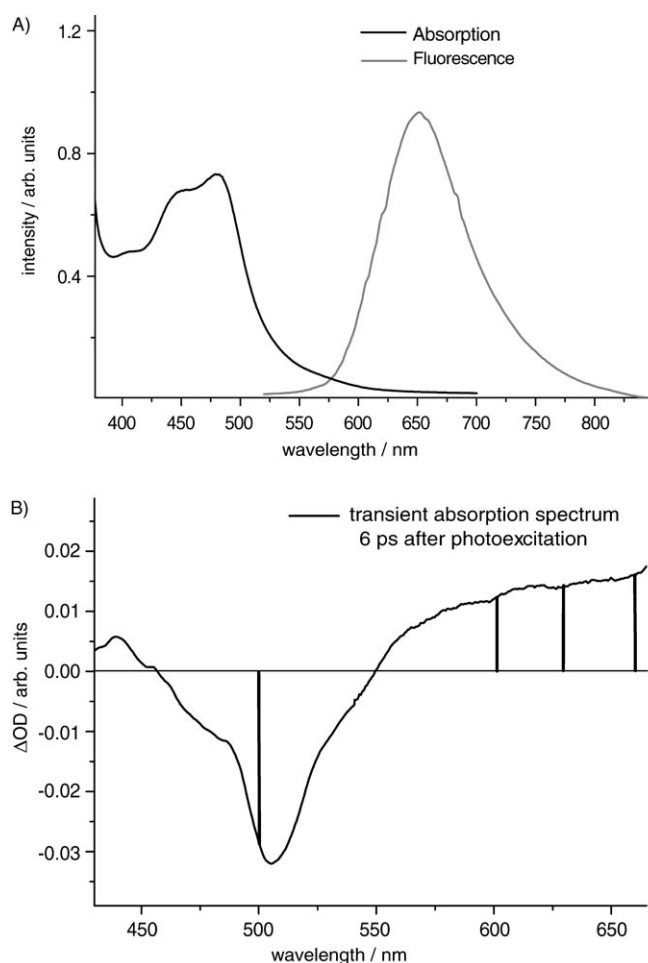 A)
1.2
0.8
0.4
intensity / arb. units
Absorption
Fluorescence
400 450 500 550 600 650 700 750 800
wavelength / nm
B)
0.02
0.01
0.00
-0.01
-0.02
-0.03
ΔOD / arb. units
transient absorption spectrum
6 ps after photoexcitation
450 500 550 600 650
wavelength / nm